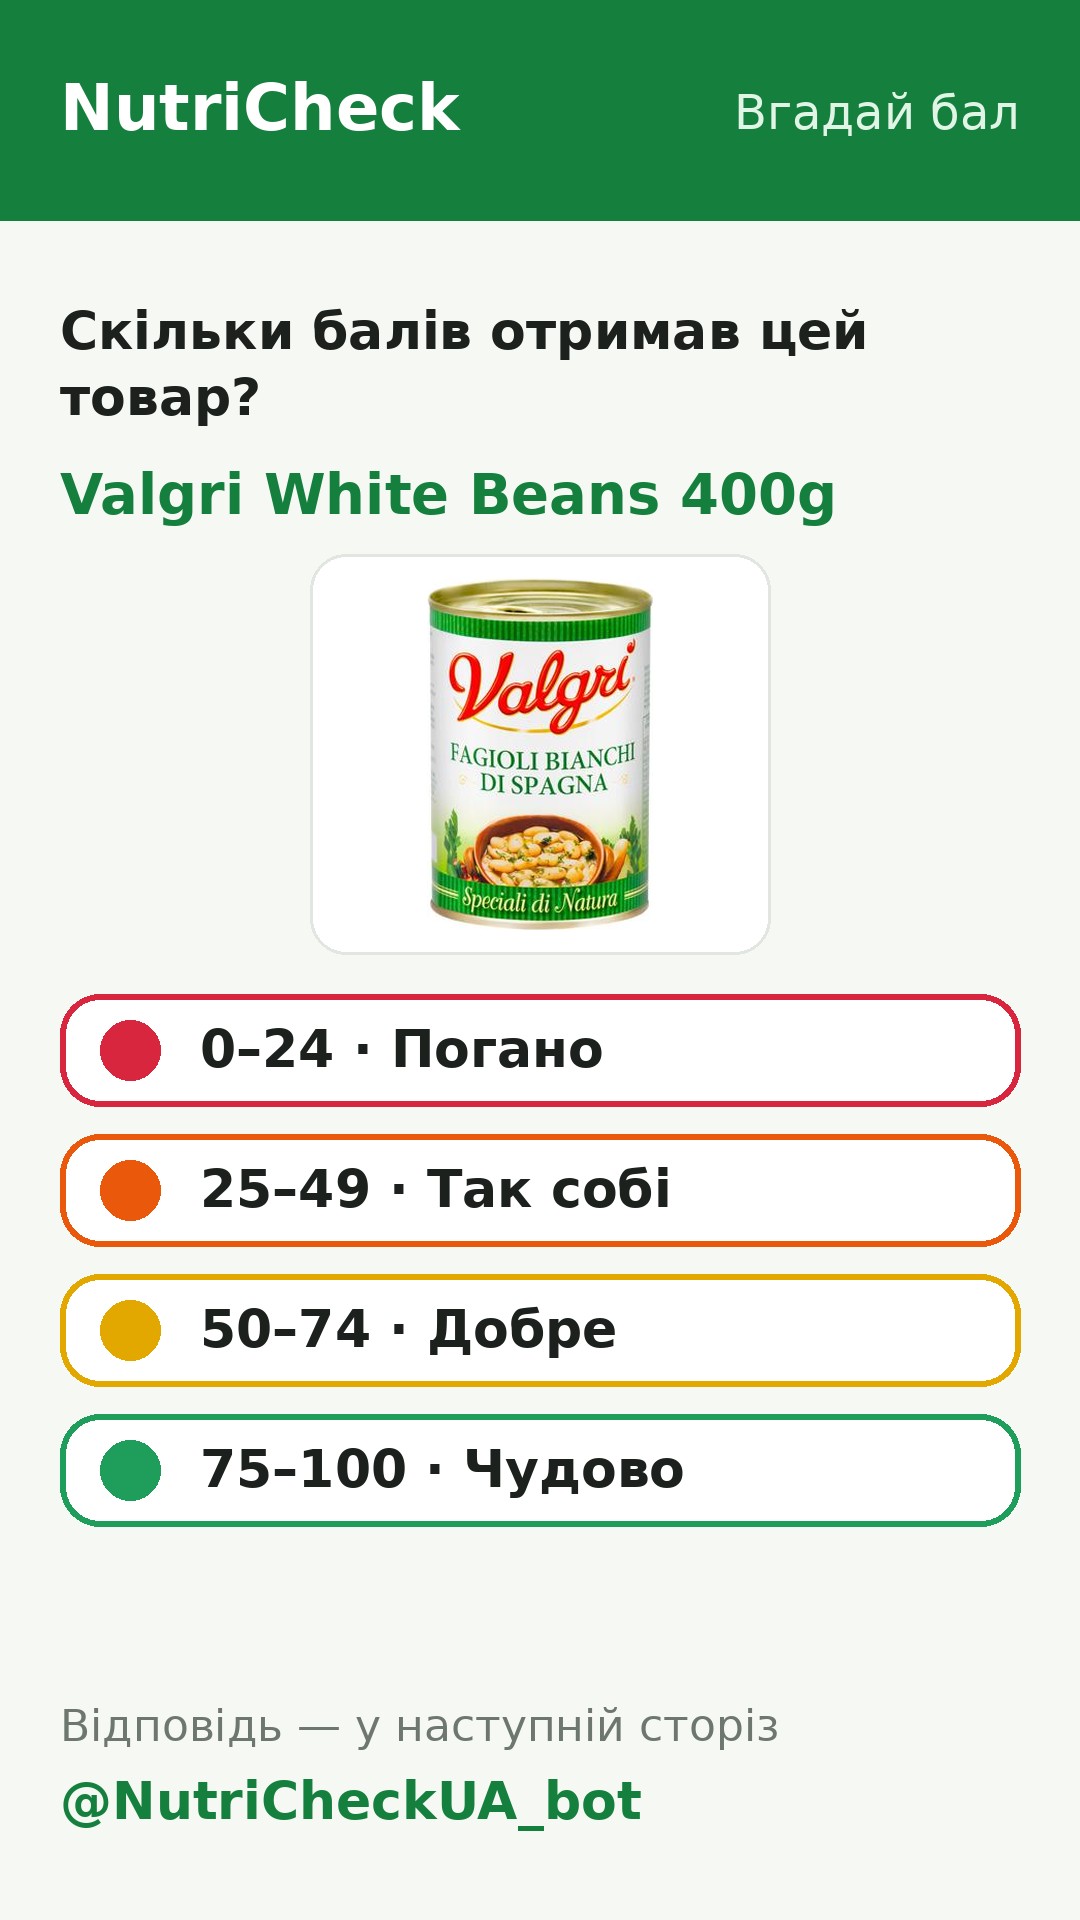 NutriCheck
Вгадай бал
Скільки балів отримав цей
товар?
Valgri White Beans 400g
Valgri
FAGIOLI BIANCHI
DI SPAGNA
Speciali di Natura
0–24 · Погано
25–49 · Так собі
50–74 · Добре
75–100 · Чудово
Відповідь — у наступній сторіз
@NutriCheckUA_bot